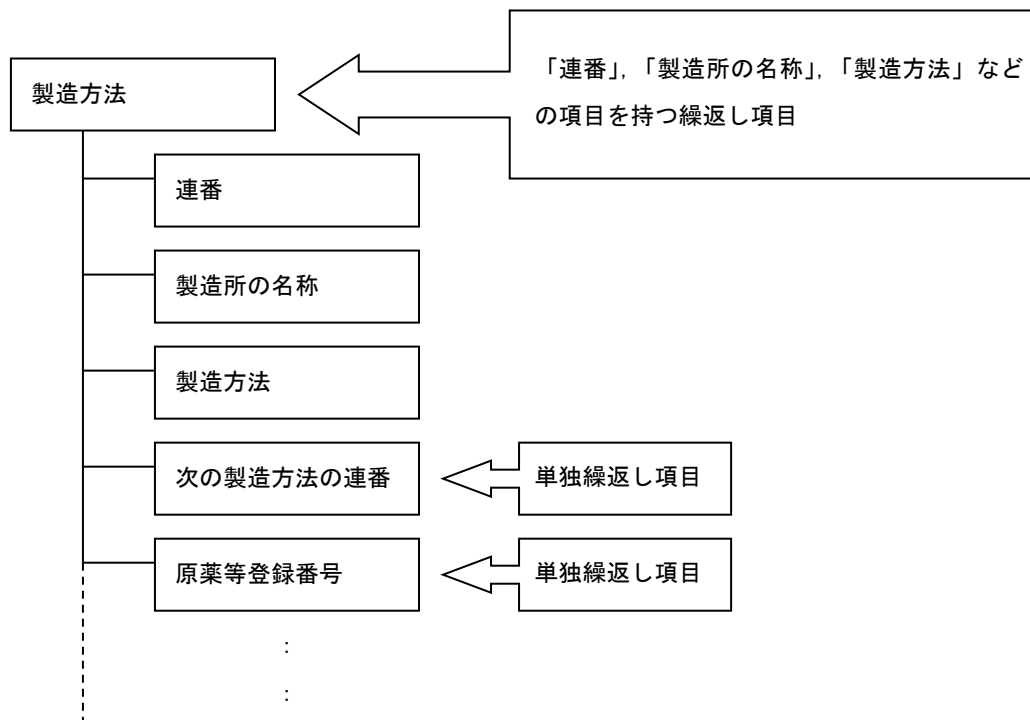 製造方法
「連番」,「製造所の名称」,「製造方法」など
の項目を持つ繰返し項目
連番
製造所の名称
製造方法
次の製造方法の連番
単独繰返し項目
原薬等登録番号
単独繰返し項目
:
: